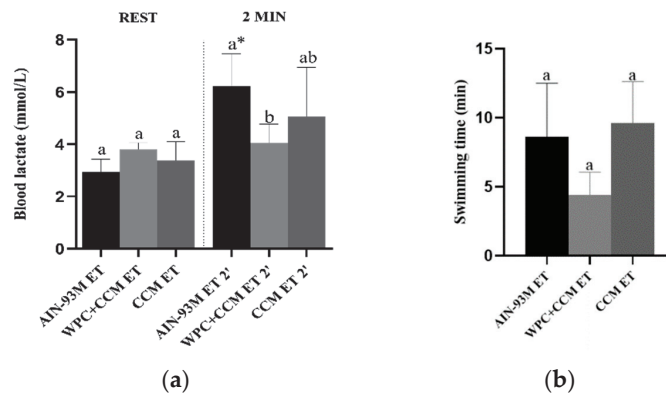 REST 2 MIN
Blood lactate (mmol/L)
8
6
4
2
0
a a a a* b ab
AIN-93M ET
WPC+CCM ET
CCM ET
AIN-93M ET 2'
WPC+CCM ET 2'
CCM ET 2'
(a)
Swimming time (min)
15
10
5
0
a a a
AIN-93M ET
WPC+CCM ET
CCM ET
(b)